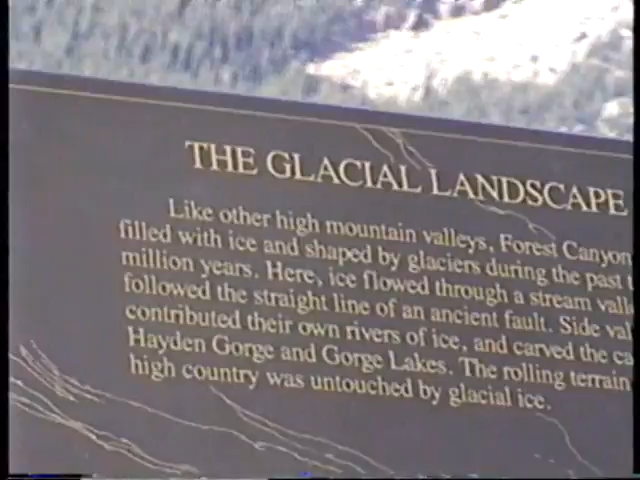 THE GLACIAL LANDSCAPE
Like other high mountain valleys, Forest Canyon
filled with ice and shaped by glaciers during the past
million years. Here, ice flowed through a stream
followed the straight line of an ancient fault. Side
contributed their own rivers of ice, and carved the
Hayden Gorge and Gorge Lakes. The rolling terrain
high country was untouched by glacial ice.